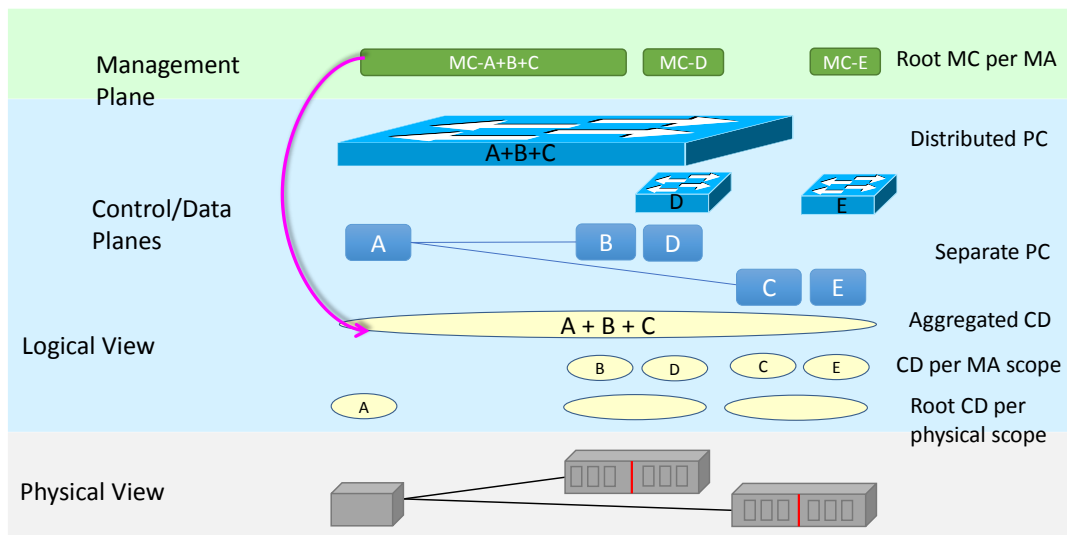 Management
Plane
MC-A+B+C
MC-D
MC-E
Root MC per MA
A+B+C
Distributed PC
D
E
Control/Data
Planes
A
B
D
C
E
Separate PC
A + B + C
Aggregated CD
Logical View
B
D
C
E
CD per MA scope
A
Root CD per
physical scope
Physical View